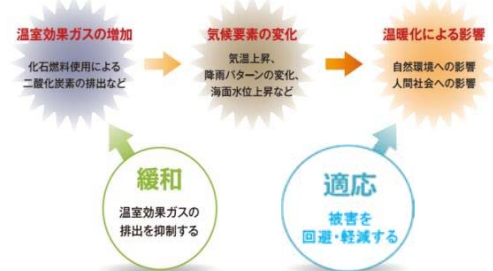 温室効果ガスの増加
化石燃料使用による
二酸化炭素の排出など
気候要素の変化
気温上昇、
降雨パターンの変化、
海面水位上昇など
温暖化による影響
自然環境への影響
人間社会への影響
緩和
温室効果ガスの
排出を抑制する
適応
被害を
回避・軽減する